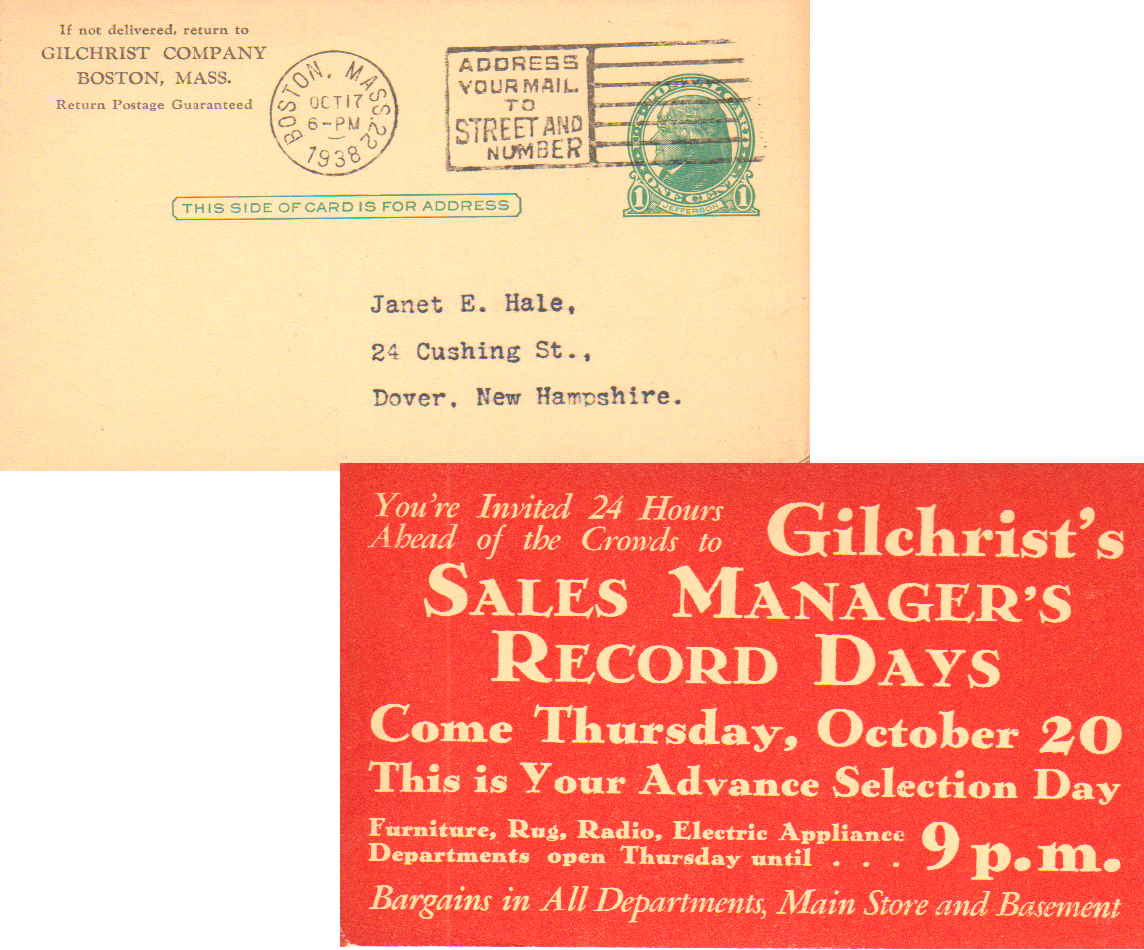 If not delivered, return to
GILCHRIST COMPANY
BOSTON, MASS.
Return Postage Guaranteed
BOSTON, MASS. 22
OCT 17
6-PM
1938
ADDRESS
YOUR MAIL
TO
STREET AND
NUMBER
U.S. POSTAL CARD
ONE CENT
1 JEFFERSON 1
THIS SIDE OF CARD IS FOR ADDRESS
Janet E. Hale,
24 Cushing St.,
Dover, New Hampshire.
You're Invited 24 Hours
Ahead of the Crowds to
Gilchrist's
SALES MANAGER'S
RECORD DAYS
Come Thursday, October 20
This is Your Advance Selection Day
Furniture, Rug, Radio, Electric Appliance
Departments open Thursday until . . . 9 p.m.
Bargains in All Departments, Main Store and Basement